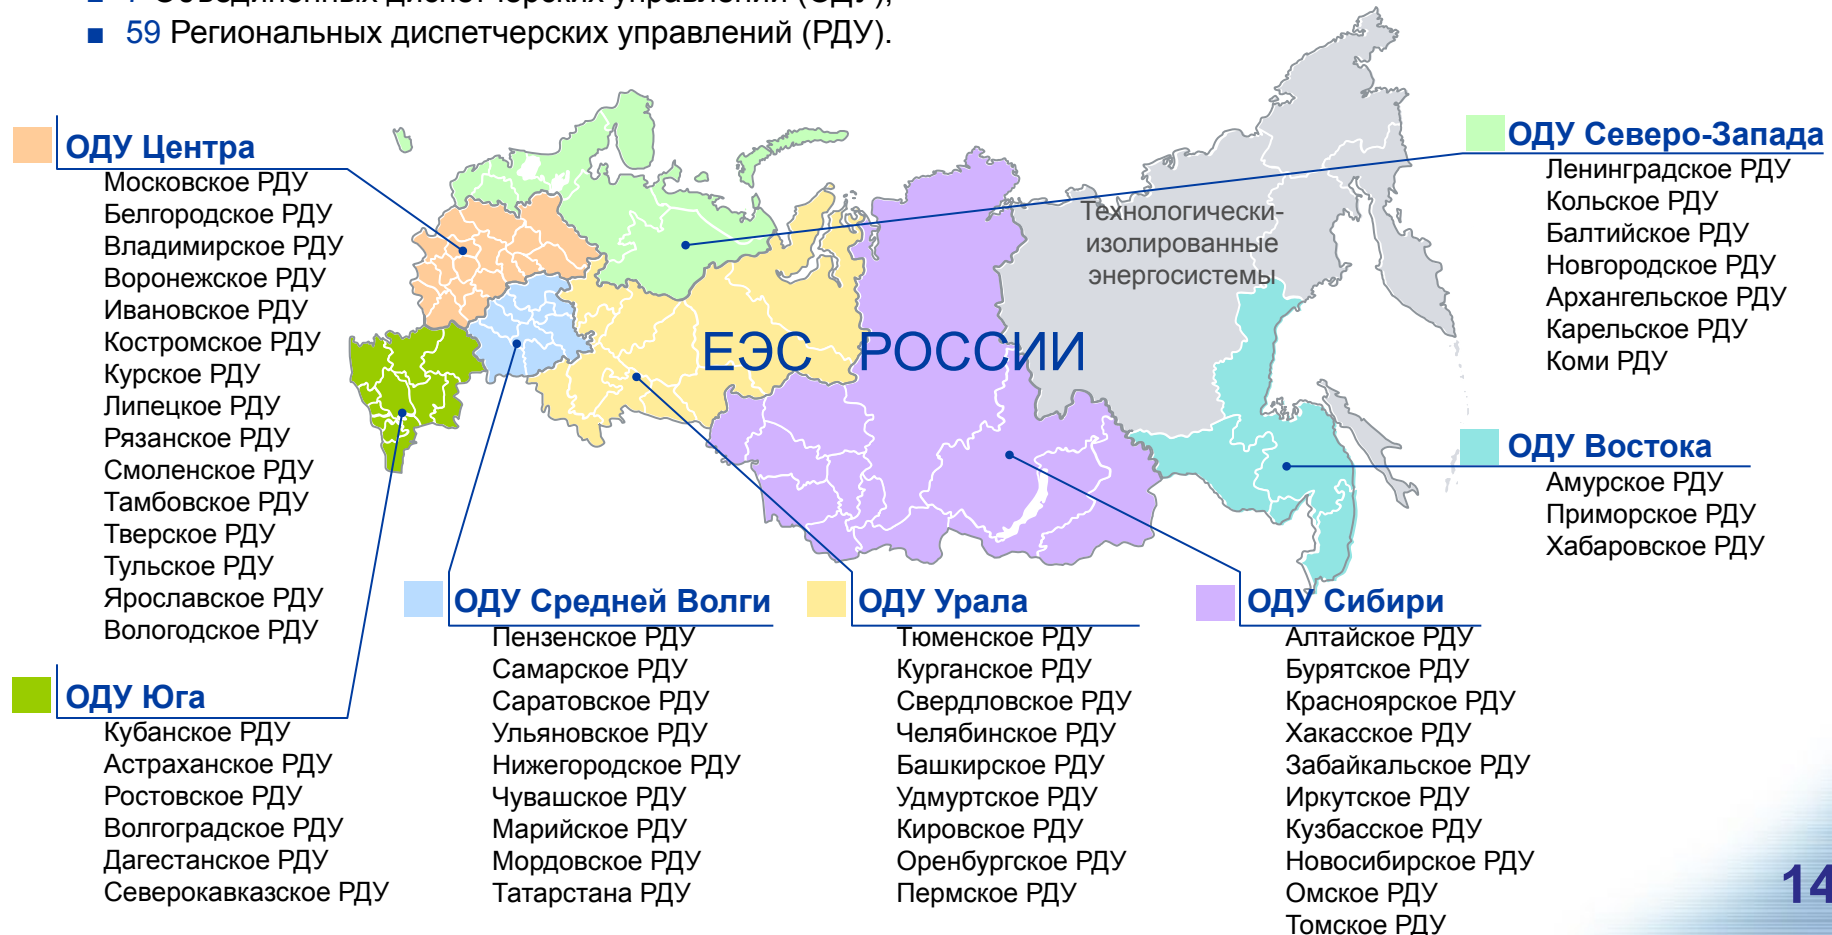 Объединенных диспетчерских управлений (ОДУ);
■ 59 Региональных диспетчерских управлений (РДУ).
ОДУ Центра
Московское РДУ
Белгородское РДУ
Владимирское РДУ
Воронежское РДУ
Ивановское РДУ
Костромское РДУ
Курское РДУ
Липецкое РДУ
Рязанское РДУ
Смоленское РДУ
Тамбовское РДУ
Тверское РДУ
Тульское РДУ
Ярославское РДУ
Вологодское РДУ
ОДУ Юга
Кубанское РДУ
Астраханское РДУ
Ростовское РДУ
Волгоградское РДУ
Дагестанское РДУ
Северокавказское РДУ
ЕЭС РОССИИ
Технологически-
изолированные
энергосистемы
ОДУ Средней Волги
Пензенское РДУ
Самарское РДУ
Саратовское РДУ
Ульяновское РДУ
Нижегородское РДУ
Чувашское РДУ
Марийское РДУ
Мордовское РДУ
Татарстана РДУ
ОДУ Урала
Тюменское РДУ
Курганское РДУ
Свердловское РДУ
Челябинское РДУ
Башкирское РДУ
Удмуртское РДУ
Кировское РДУ
Оренбургское РДУ
Пермское РДУ
ОДУ Сибири
Алтайское РДУ
Бурятское РДУ
Красноярское РДУ
Хакасское РДУ
Забайкальское РДУ
Иркутское РДУ
Кузбасское РДУ
Новосибирское РДУ
Омское РДУ
Томское РДУ
ОДУ Северо-Запада
Ленинградское РДУ
Кольское РДУ
Балтийское РДУ
Новгородское РДУ
Архангельское РДУ
Карельское РДУ
Коми РДУ
ОДУ Востока
Амурское РДУ
Приморское РДУ
Хабаровское РДУ
14